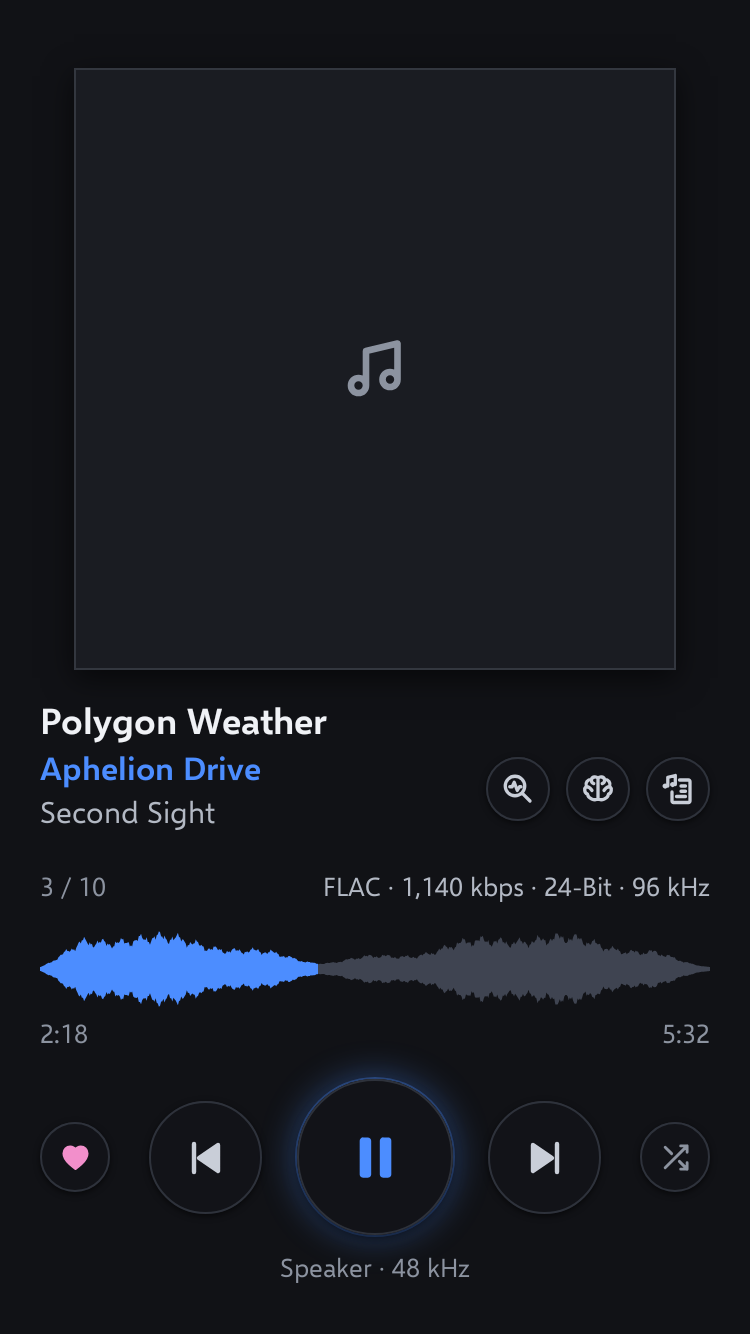 Polygon Weather
Aphelion Drive
Second Sight
3 / 10
FLAC · 1,140 kbps · 24-Bit · 96 kHz
2:18
5:32
Speaker · 48 kHz